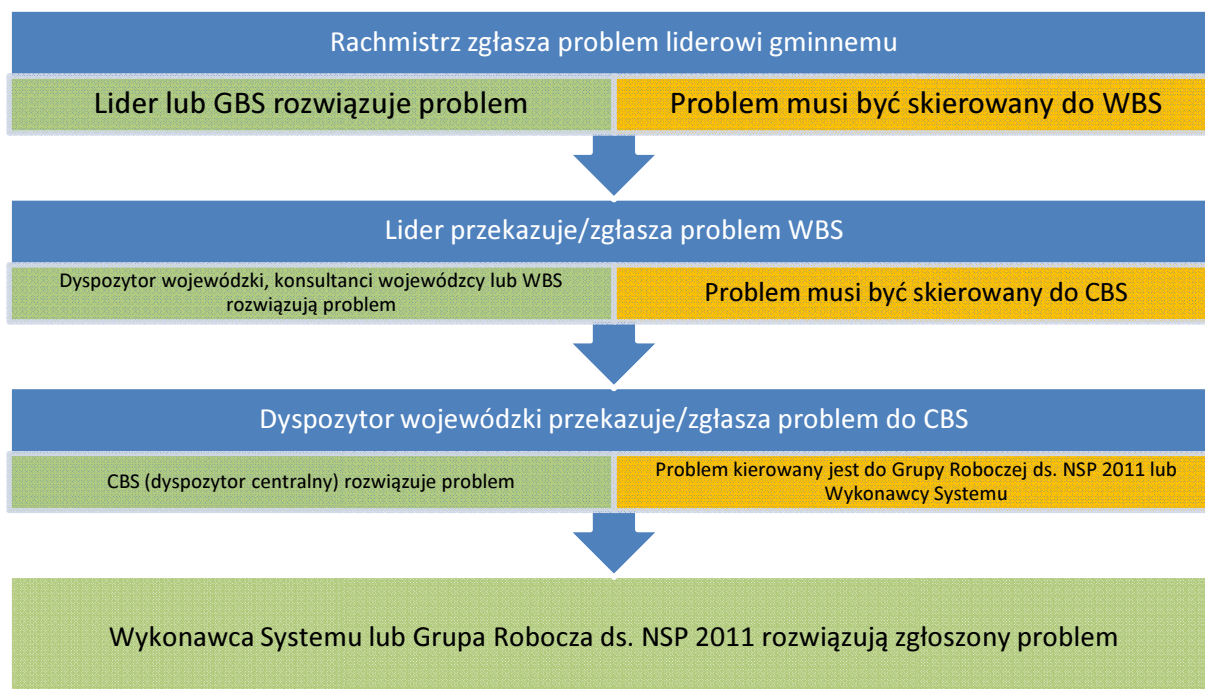 Rachmistrz zgłasza problem liderowi gminnemu
Lider lub GBS rozwiązuje problem
Problem musi być skierowany do WBS
Lider przekazuje/zgłasza problem WBS
Dyspozytor wojewódzki, konsultanci wojewódzcy lub WBS
rozwiązują problem
Problem musi być skierowany do CBS
Dyspozytor wojewódzki przekazuje/zgłasza problem do CBS
CBS (dyspozytor centralny) rozwiązuje problem
Problem kierowany jest do Grupy Roboczej ds. NSP 2011 lub
Wykonawcy Systemu
Wykonawca Systemu lub Grupa Robocza ds. NSP 2011 rozwiązują zgłoszony problem